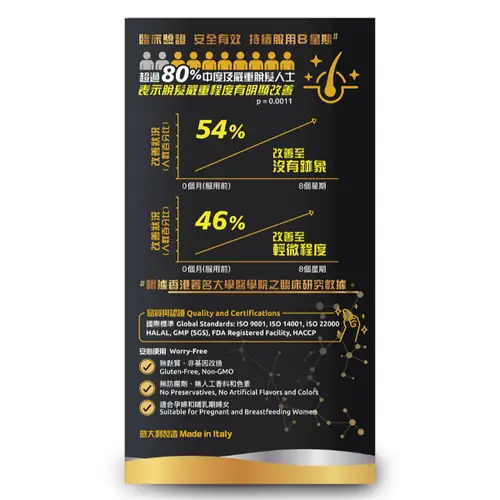 臨床驗證 安全有效 持續服用8星期#
超過80%中度及嚴重脫髮人士
表示脫髮嚴重程度有明顯改善
p = 0.0011
改善狀況
(人數百分比)
54%
改善至
沒有跡象
0個月(服用前)
8個星期
改善狀況
(人數百分比)
46%
改善至
輕微程度
0個月(服用前)
8個星期
#根據香港著名大學醫學院之臨床研究數據
品質與認證 Quality and Certifications
國際標準 Global Standards: ISO 9001, ISO 14001, ISO 22000
HALAL, GMP (SGS), FDA Registered Facility, HACCP
安心使用 Worry-Free
無麩質、非基因改造
Gluten-Free, Non-GMO
無防腐劑、無人工香料和色素
No Preservatives, No Artificial Flavors and Colors
適合孕婦和哺乳期婦女
Suitable for Pregnant and Breastfeeding Women
意大利製造 Made in Italy